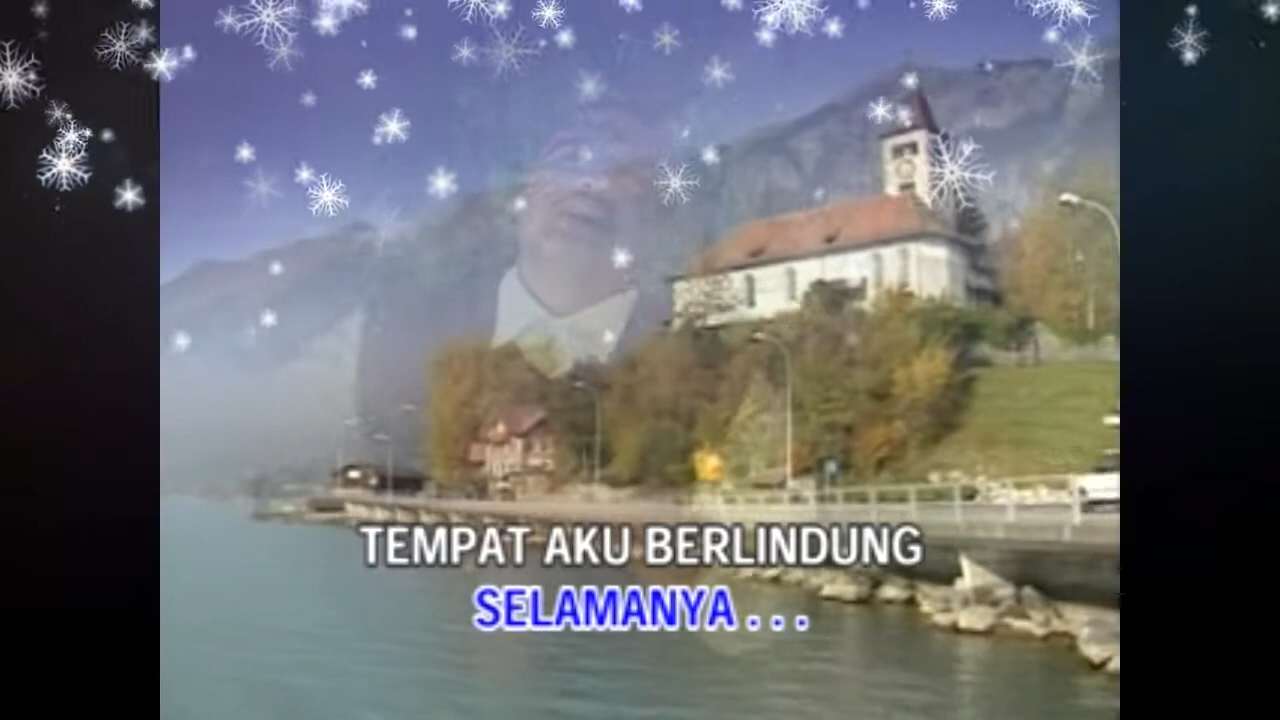 TEMPAT AKU BERLINDUNG
SELAMANYA . . .